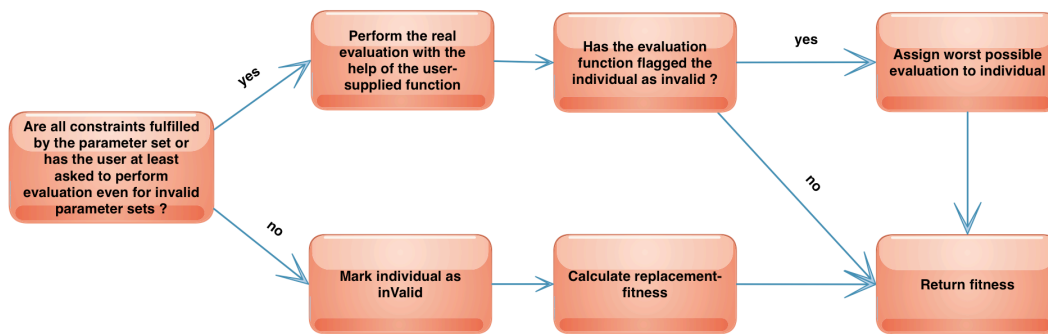 Are all constraints fulfilled
by the parameter set or
has the user at least
asked to perform
evaluation even for invalid
parameter sets ?
yes
Perform the real
evaluation with the
help of the user-
supplied function
Has the evaluation
function flagged the
individual as invalid ?
yes
Assign worst possible
evaluation to individual
no
no
Mark individual as
inValid
Calculate replacement-
fitness
Return fitness